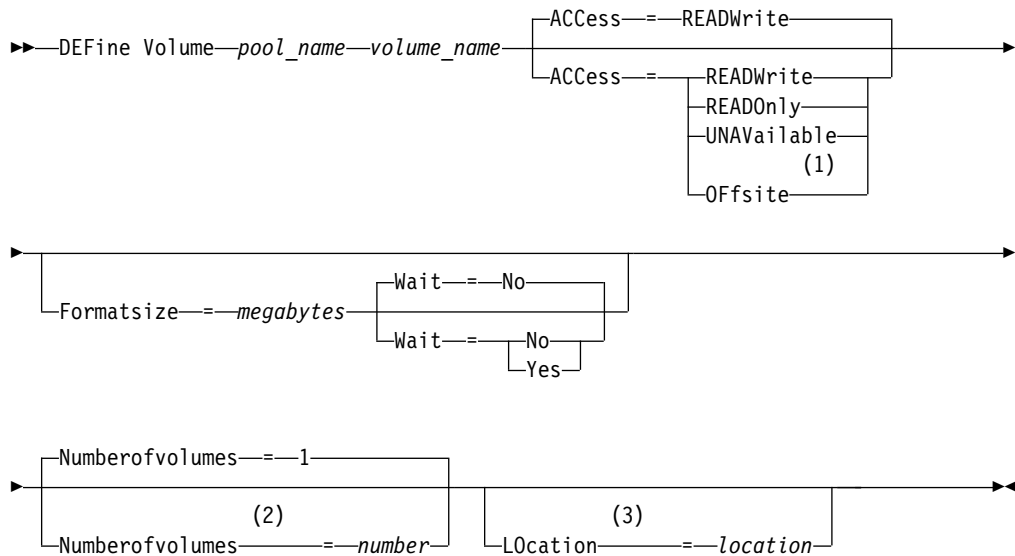 ACCess = READWrite
DEFine Volume pool_name volume_name
ACCess = READWrite
READOnly
UNAVailable
(1)
OFfsite
Wait = No
Formatsize = megabytes
Wait = No
Yes
Numberofvolumes = 1
(2) (3)
Numberofvolumes = number LOcation = location